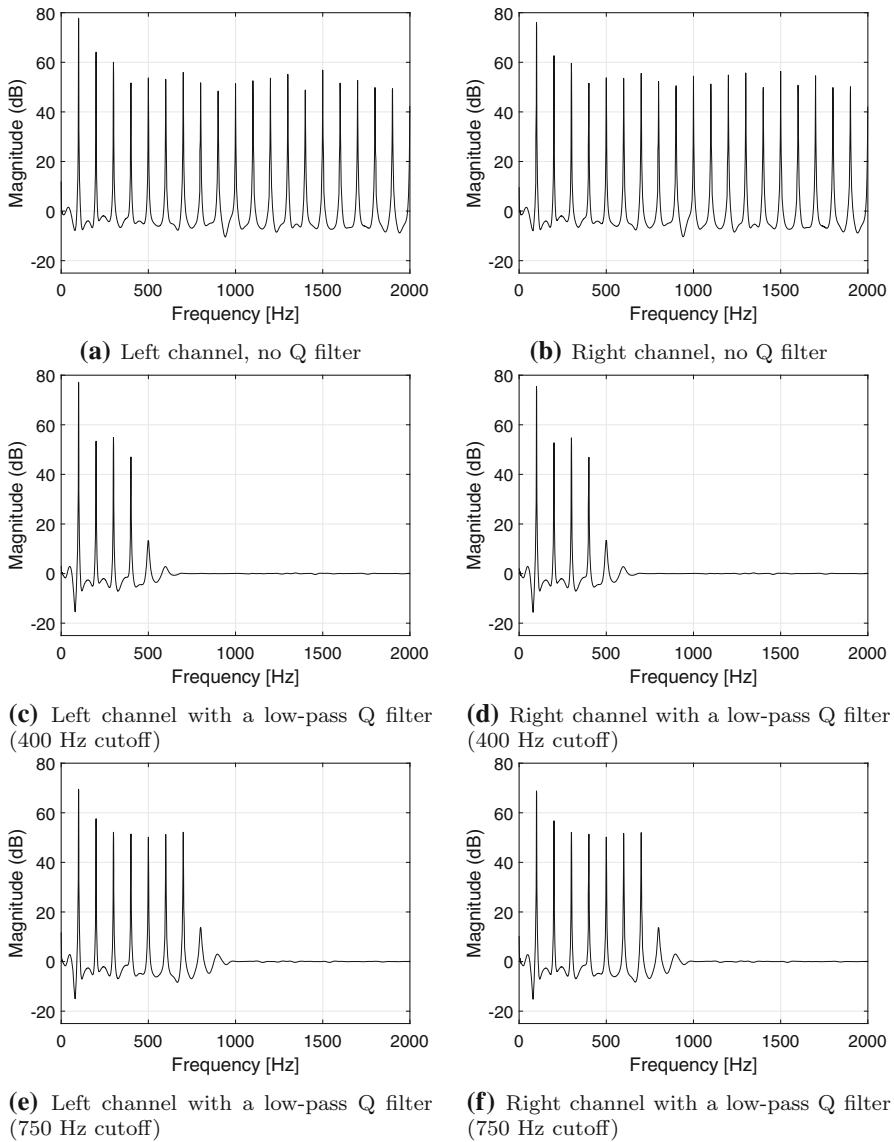 80
60
40
20
0
-20
Magnitude (dB)
0 500 1000 1500 2000
Frequency [Hz]
(a) Left channel, no Q filter
80
60
40
20
0
-20
Magnitude (dB)
0 500 1000 1500 2000
Frequency [Hz]
(b) Right channel, no Q filter
80
60
40
20
0
-20
Magnitude (dB)
0 500 1000 1500 2000
Frequency [Hz]
(c) Left channel with a low-pass Q filter
(400 Hz cutoff)
80
60
40
20
0
-20
Magnitude (dB)
0 500 1000 1500 2000
Frequency [Hz]
(d) Right channel with a low-pass Q filter
(400 Hz cutoff)
80
60
40
20
0
-20
Magnitude (dB)
0 500 1000 1500 2000
Frequency [Hz]
(e) Left channel with a low-pass Q filter
(750 Hz cutoff)
80
60
40
20
0
-20
Magnitude (dB)
0 500 1000 1500 2000
Frequency [Hz]
(f) Right channel with a low-pass Q filter
(750 Hz cutoff)